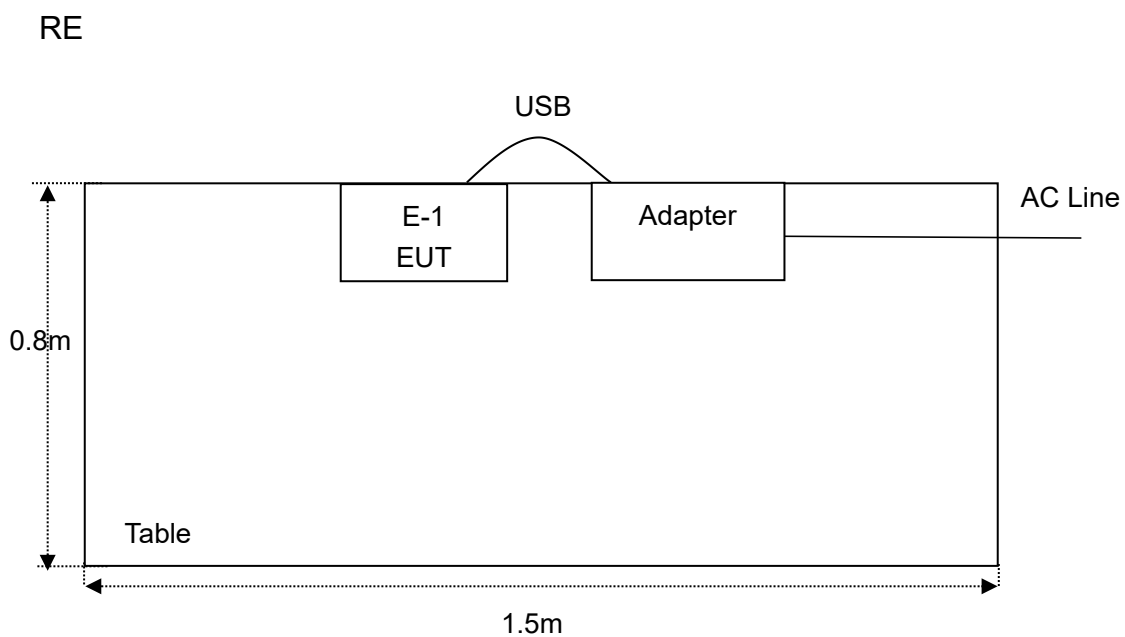 RE
USB
E-1
EUT
Adapter
AC Line
0.8m
Table
1.5m